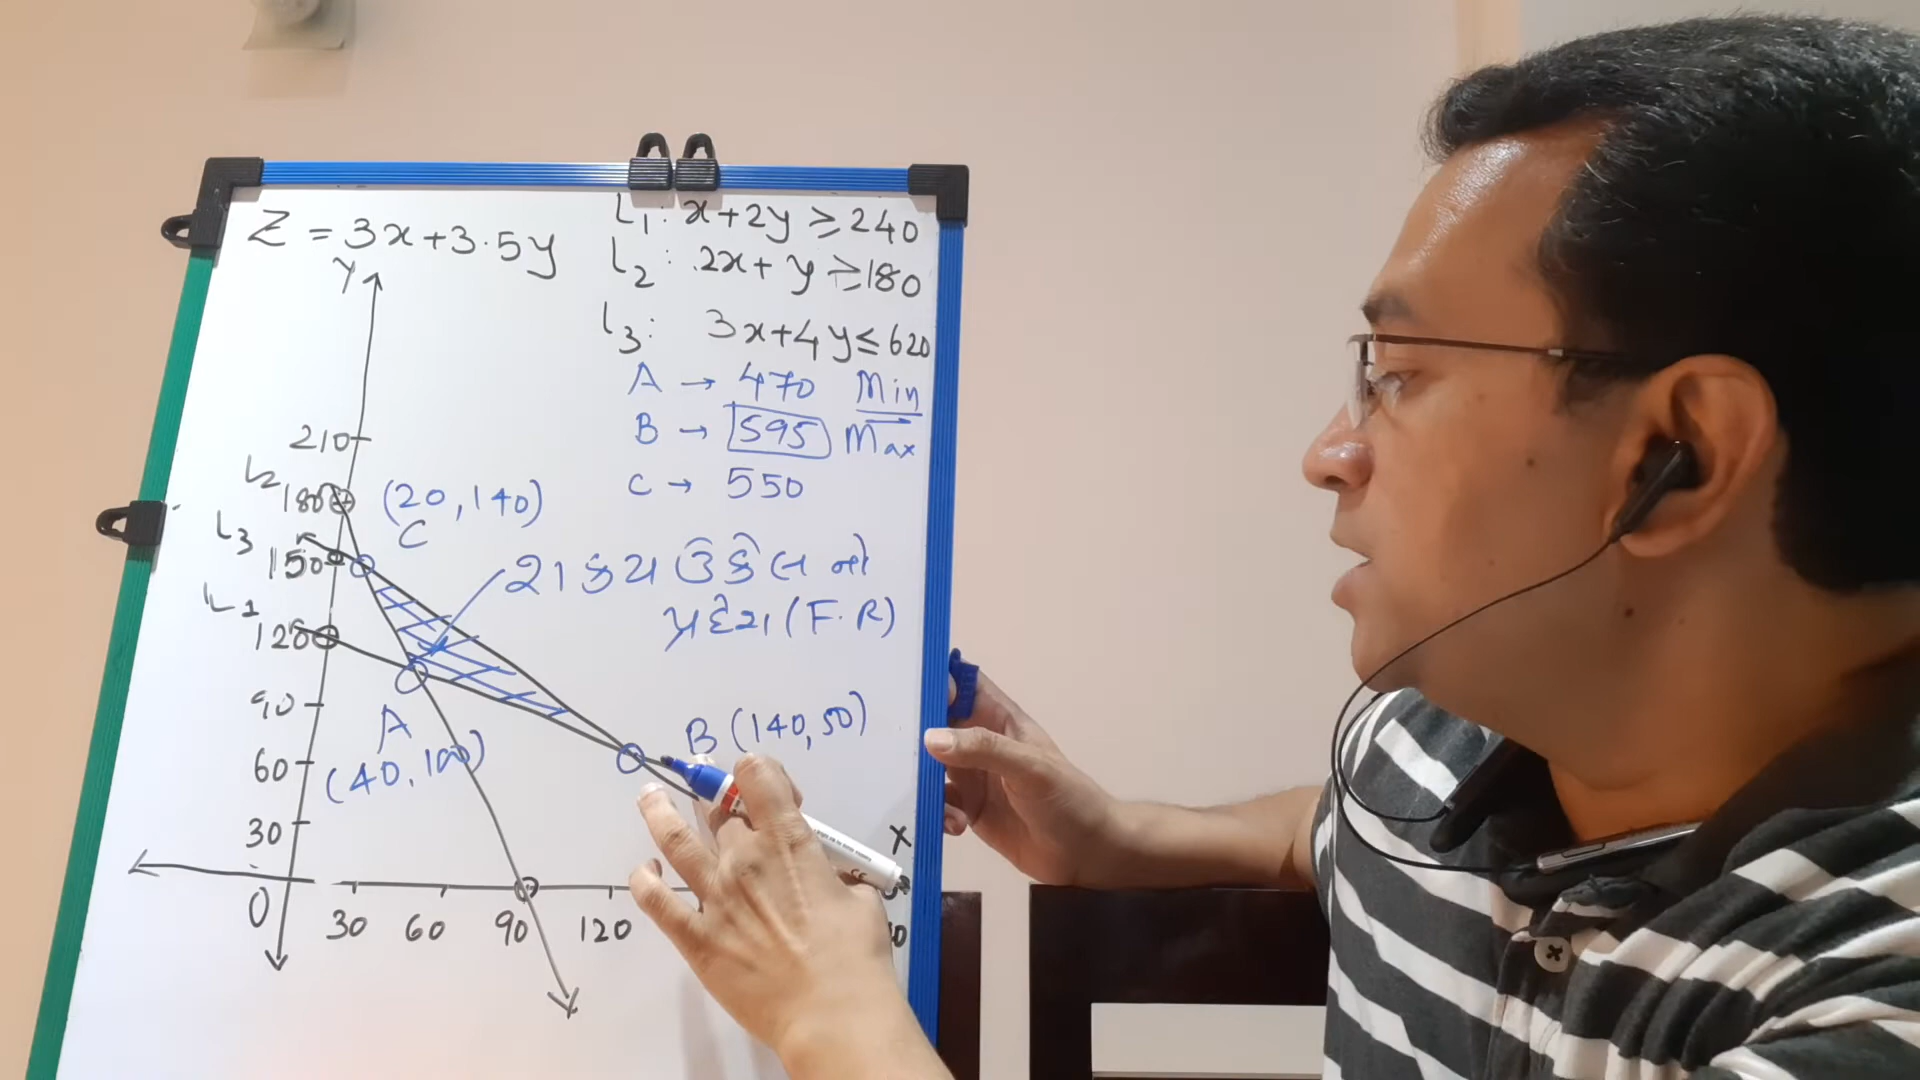 Z = 3x+3.5y
L1: x+2y ≥ 240
L2: 2x+y ≥ 180
L3: 3x+4y ≤ 620
A → 470 Min
B → 595 Max
C → 550
Y
210
L2
180
(20,140)
C
L3
150
શક્ય ઉકેલ નો
પ્રદેશ (F.R)
L1
120
90
A
(40,100)
B (140,50)
60
30
X
O
30 60 90 120